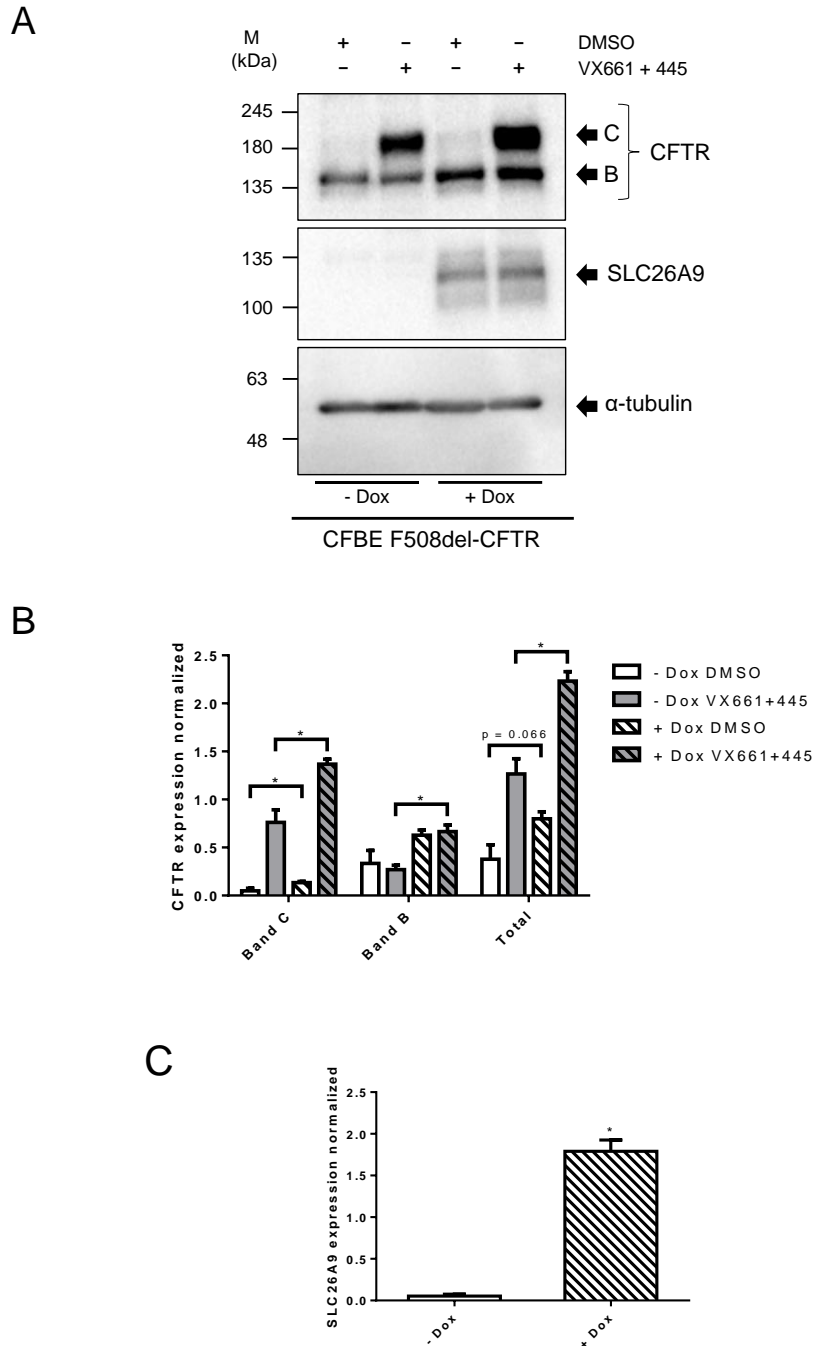 A
M
(kDa)
+ – + – DMSO
– + – + VX661 + 445
245
180
135
C
B
CFTR
135
100
SLC26A9
63
48
α-tubulin
- Dox + Dox
CFBE F508del-CFTR
B
CFTR expression normalized
2.5
2.0
1.5
1.0
0.5
0.0
*
*
*
p = 0.066
*
Band C
Band B
Total
- Dox DMSO
- Dox VX661+445
+ Dox DMSO
+ Dox VX661+445
C
SLC26A9 expression normalized
2.5
2.0
1.5
1.0
0.5
0.0
*
- Dox
+ Dox